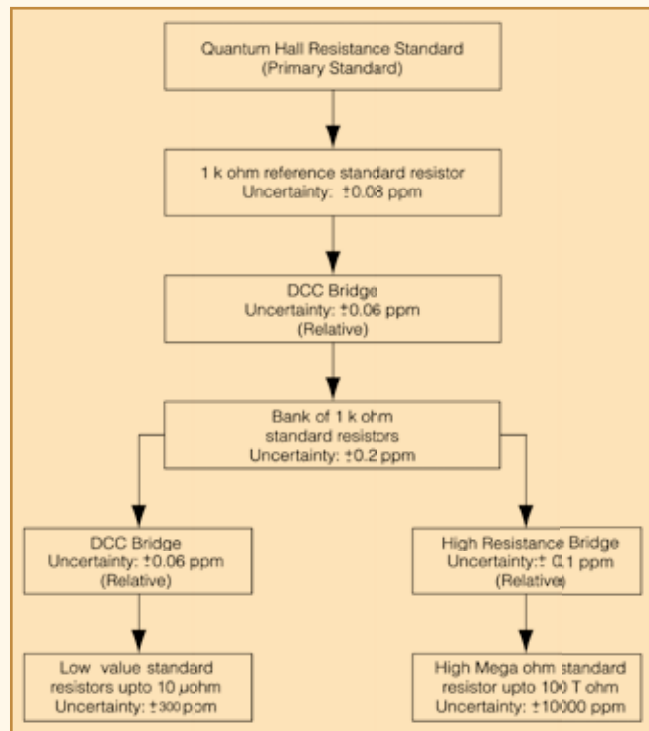 Quantum Hall Resistance Standard
(Primary Standard)
1 k ohm reference standard resistor
Uncertainty: ±0.08 ppm
DCC Bridge
Uncertainty: ±0.06 ppm
(Relative)
Bank of 1 k ohm
standard resistors
Uncertainty: ±0.2 ppm
DCC Bridge
Uncertainty: ±0.06 ppm
(Relative)
Low value standard
resistors upto 10 µohm
Uncertainty: ±300 ppm
High Resistance Bridge
Uncertainty: ± 0.1 ppm
(Relative)
High Mega ohm standard
resistor upto 100 T ohm
Uncertainty: ±10000 ppm